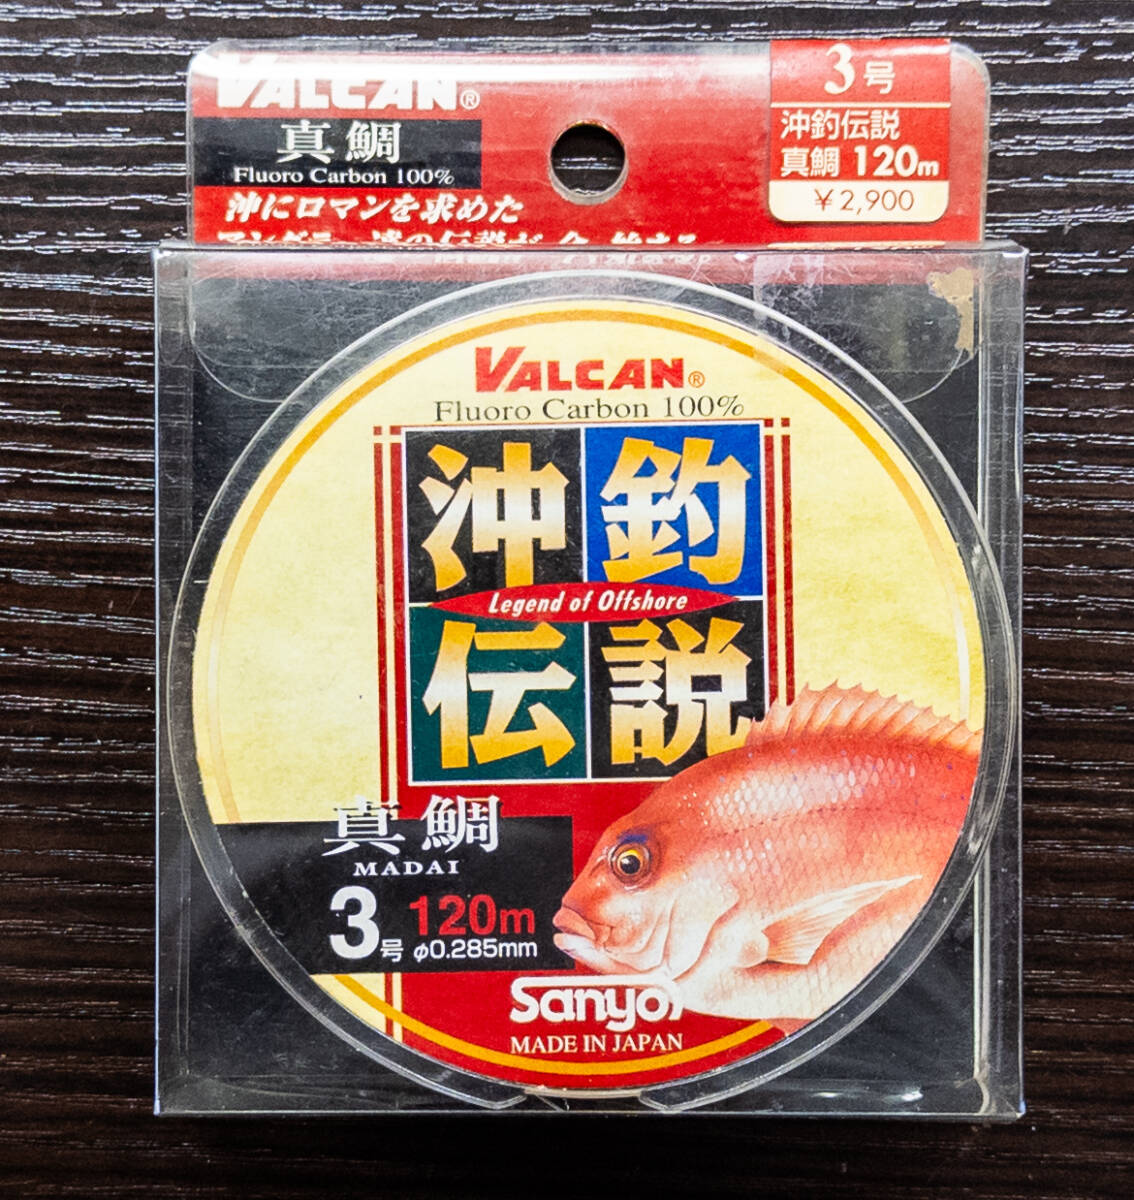 VALCAN®
真鯛
Fluoro Carbon 100%
沖にロマンを求めた
3号
沖釣伝説
真鯛 120m
¥2,900
VALCAN®
Fluoro Carbon 100%
沖釣
Legend of Offshore
伝説
真鯛
MADAI
3号 120m
φ0.285mm
Sanyo
MADE IN JAPAN